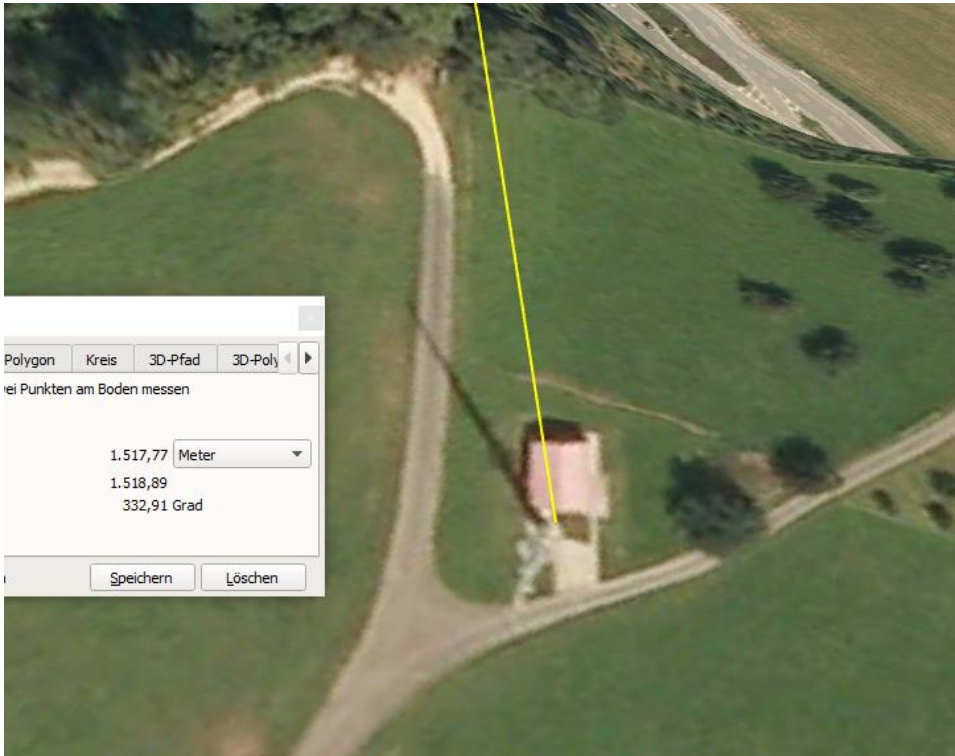 Polygon Kreis 3D-Pfad 3D-Poly
ei Punkten am Boden messen
1.517,77 Meter
1.518,89
332,91 Grad
Speichern Löschen